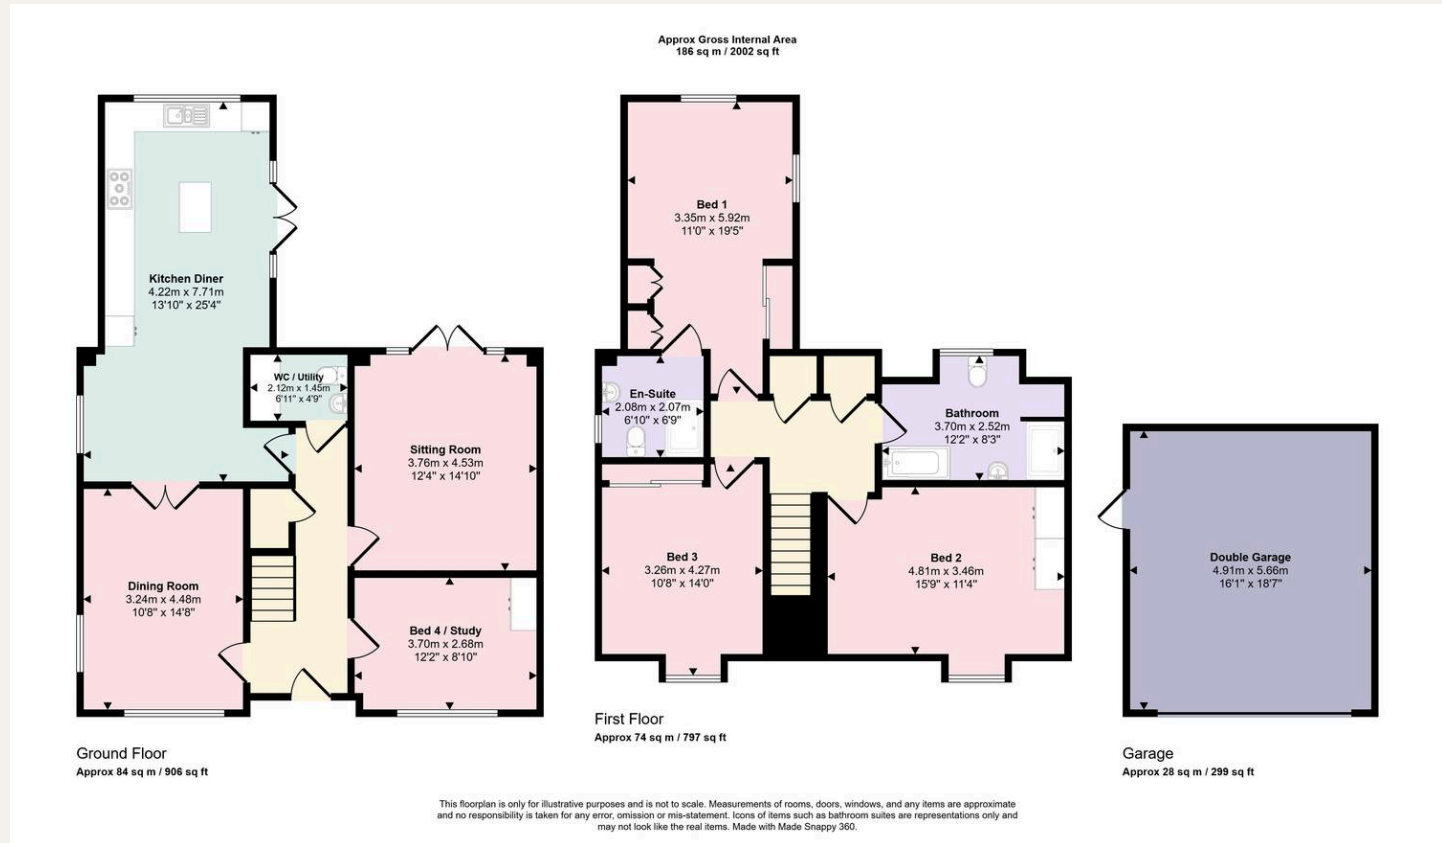 Approx Gross Internal Area
186 sq m / 2002 sq ft
Kitchen Diner
4.22m x 7.71m
13'10" x 25'4"
WC / Utility
2.12m x 1.45m
6'11" x 4'9"
Sitting Room
3.76m x 4.53m
12'4" x 14'10"
Dining Room
3.24m x 4.48m
10'8" x 14'8"
Bed 4 / Study
3.70m x 2.68m
12'2" x 8'10"
Ground Floor
Approx 84 sq m / 906 sq ft
Bed 1
3.35m x 5.92m
11'0" x 19'5"
En-Suite
2.08m x 2.07m
6'10" x 6'9"
Bathroom
3.70m x 2.52m
12'2" x 8'3"
Bed 3
3.26m x 4.27m
10'8" x 14'0"
Bed 2
4.81m x 3.46m
15'9" x 11'4"
First Floor
Approx 74 sq m / 797 sq ft
Double Garage
4.91m x 5.66m
16'1" x 18'7"
Garage
Approx 28 sq m / 299 sq ft
This floorplan is only for illustrative purposes and is not to scale. Measurements of rooms, doors, windows, and any items are approximate
and no responsibility is taken for any error, omission or mis-statement. Icons of items such as bathroom suites are representations only and
may not look like the real items. Made with Made Snappy 360.